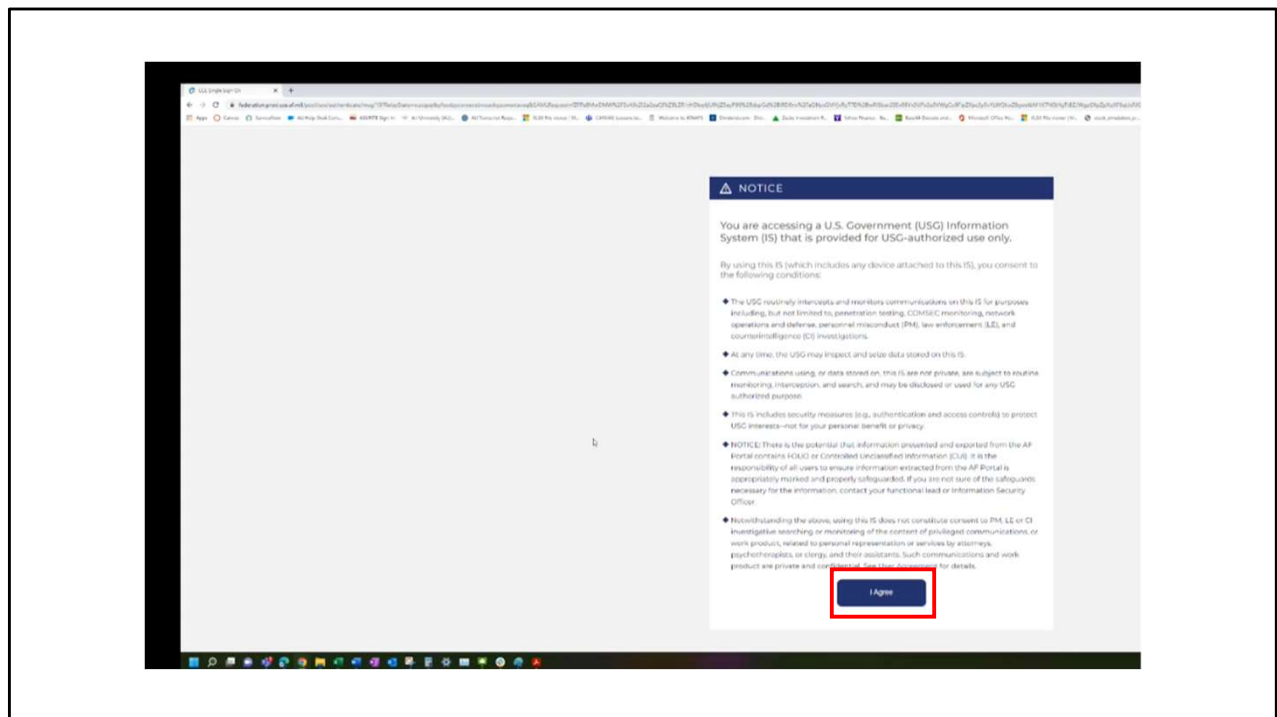 U.S. Single Sign-On
Apps Canvas
NOTICE
You are accessing a U.S. Government (USG) Information
System (IS) that is provided for USG-authorized use only.
By using this IS (which includes any device attached to this IS), you consent to
the following conditions:
The USG routinely intercepts and monitors communications on this IS for purposes
including, but not limited to, penetration testing, COMSEC monitoring, network
operations and defense, personnel misconduct (PM), law enforcement (LE), and
counterintelligence (CI) investigations.
At any time, the USG may inspect and seize data stored on this IS.
Communications using, or data stored on, this IS are not private, are subject to routine
monitoring, interception, and search, and may be disclosed or used for any USG
authorized purpose.
This IS includes security measures (e.g., authentication and access controls) to protect
USG interests--not for your personal benefit or privacy.
NOTICE: There is the potential that information presented and exported from the AF
Portal contains FOUO or Controlled Unclassified Information (CUI). It is the
responsibility of all users to ensure information extracted from the AF Portal is
appropriately marked and properly safeguarded. If you are not sure of the safeguards
necessary for the information, contact your functional lead or Information Security
Officer.
Notwithstanding the above, using this IS does not constitute consent to PM, LE or CI
investigative searching or monitoring of the content of privileged communications, or
work product, related to personal representation or services by attorneys,
psychotherapists, or clergy, and their assistants. Such communications and work
product are private and confidential. See User Agreement for details.
I Agree